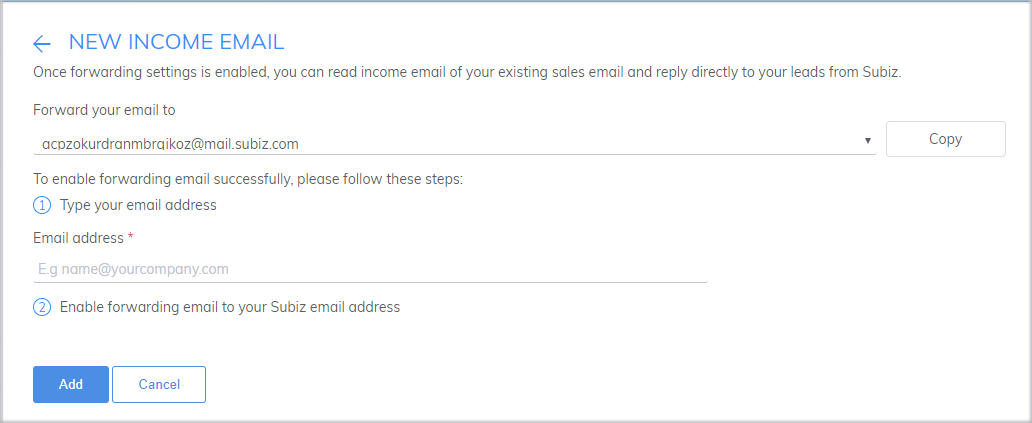 NEW INCOME EMAIL
Once forwarding settings is enabled, you can read income email of your existing sales email and reply directly to your leads from Subiz.
Forward your email to
acpzokurdranmbrqikoz@mail.subiz.com
Copy
To enable forwarding email successfully, please follow these steps:
1 Type your email address
Email address *
E.g name@yourcompany.com
2 Enable forwarding email to your Subiz email address
Add Cancel